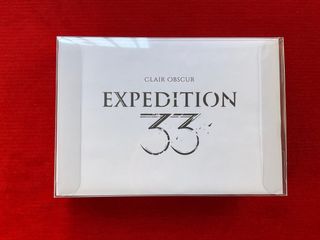 CLAIR OBSCUR
EXPEDITION
33